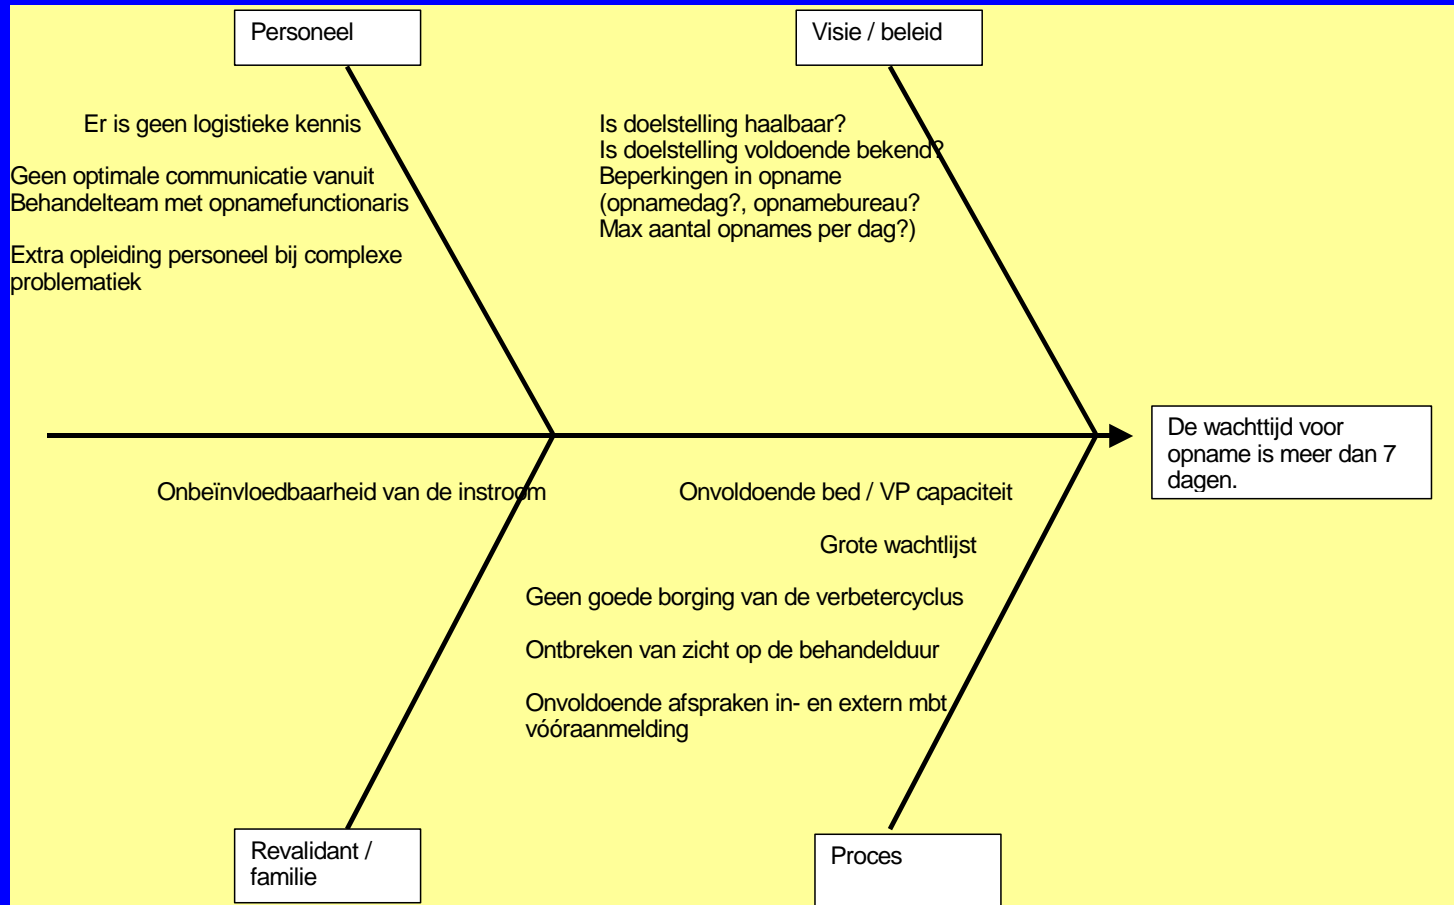 Personeel
Visie / beleid
Er is geen logistieke kennis
Geen optimale communicatie vanuit
Behandelteam met opnamefunctionaris
Extra opleiding personeel bij complexe
problematiek
Is doelstelling haalbaar?
Is doelstelling voldoende bekend?
Beperkingen in opname
(opnamedag?, opnamebureau?
Max aantal opnames per dag?)
De wachttijd voor
opname is meer dan 7
dagen.
Onbeïnvloedbaarheid van de instroom
Onvoldoende bed / VP capaciteit
Grote wachtlijst
Geen goede borging van de verbetercyclus
Ontbreken van zicht op de behandelduur
Onvoldoende afspraken in- en extern mbt
vóóraanmelding
Revalidant /
familie
Proces